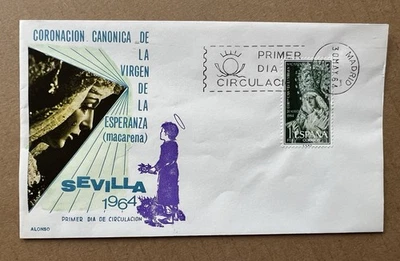 CORONACION CANONICA DE
LA
VIRGEN
DE
LA
ESPERANZA
(macarena)
SEVILLA
1964
PRIMER DIA DE CIRCULACION
ALONSO
PRIMER
DIA D
CIRCULACI
MADRID
ESPAÑA
CORREOS